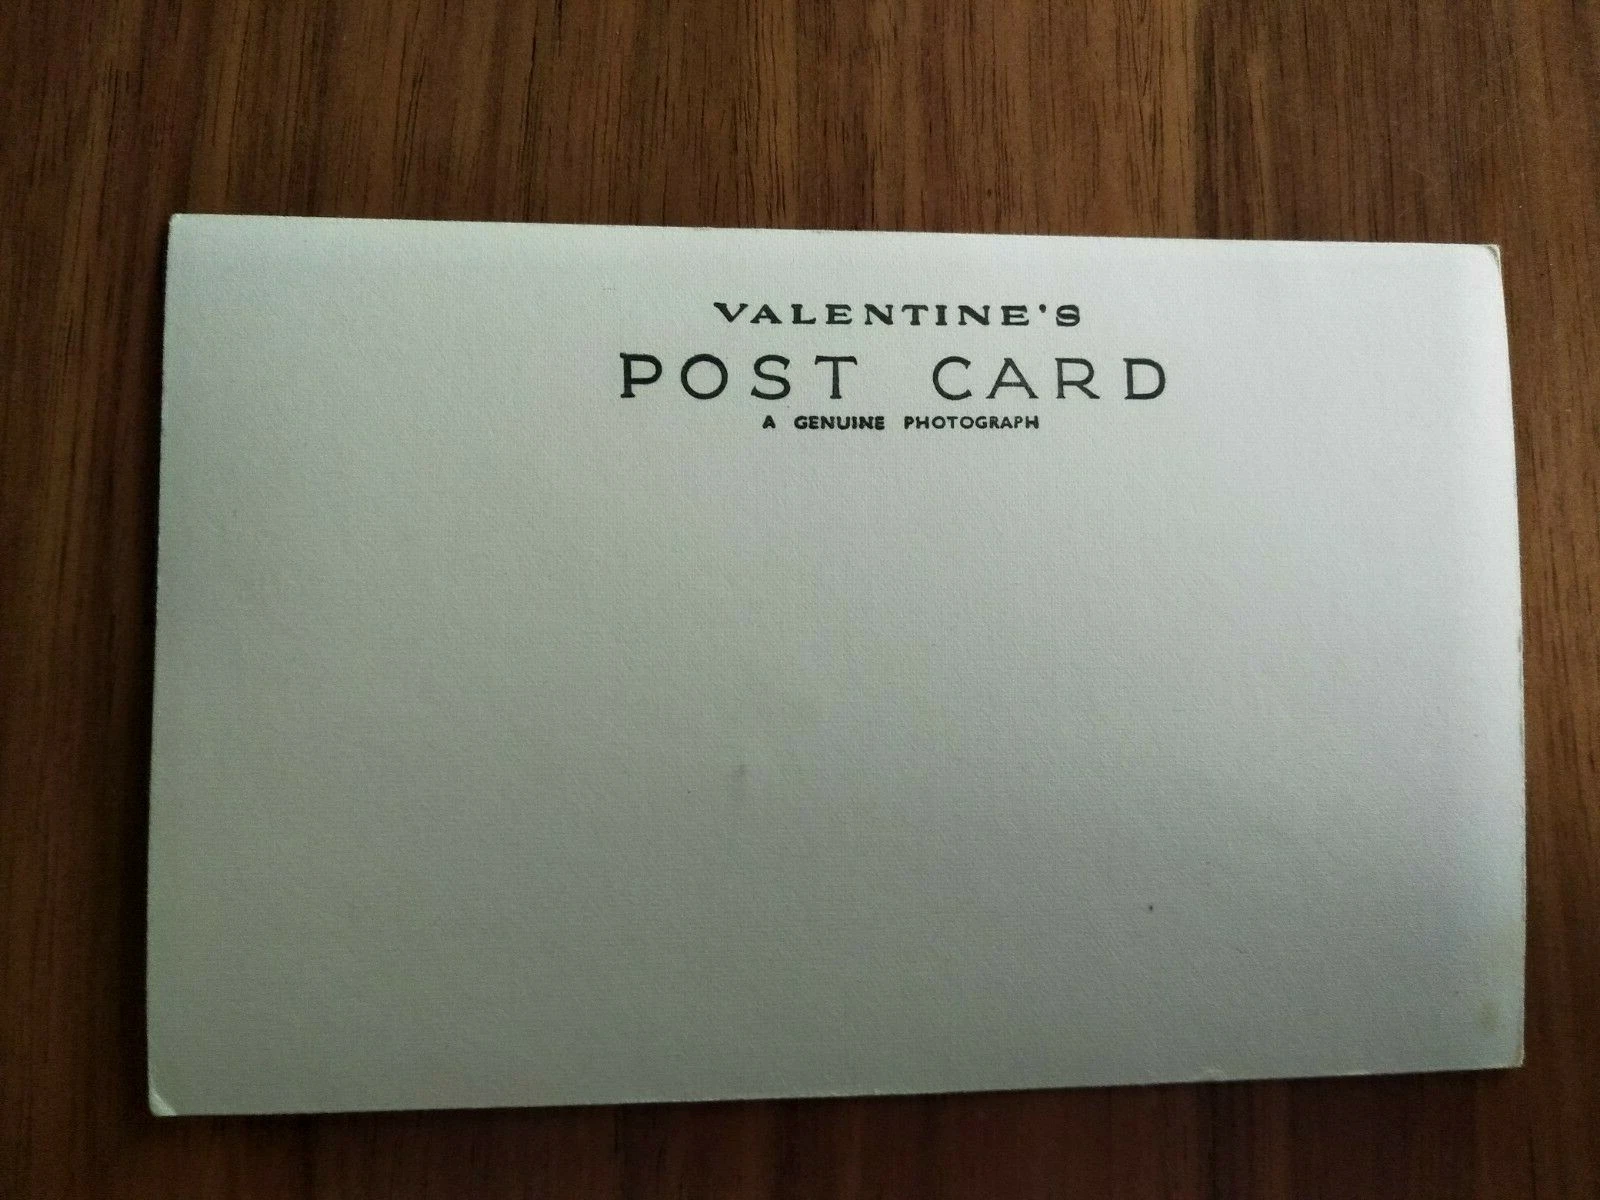 VALENTINE'S
POST CARD
A GENUINE PHOTOGRAPH